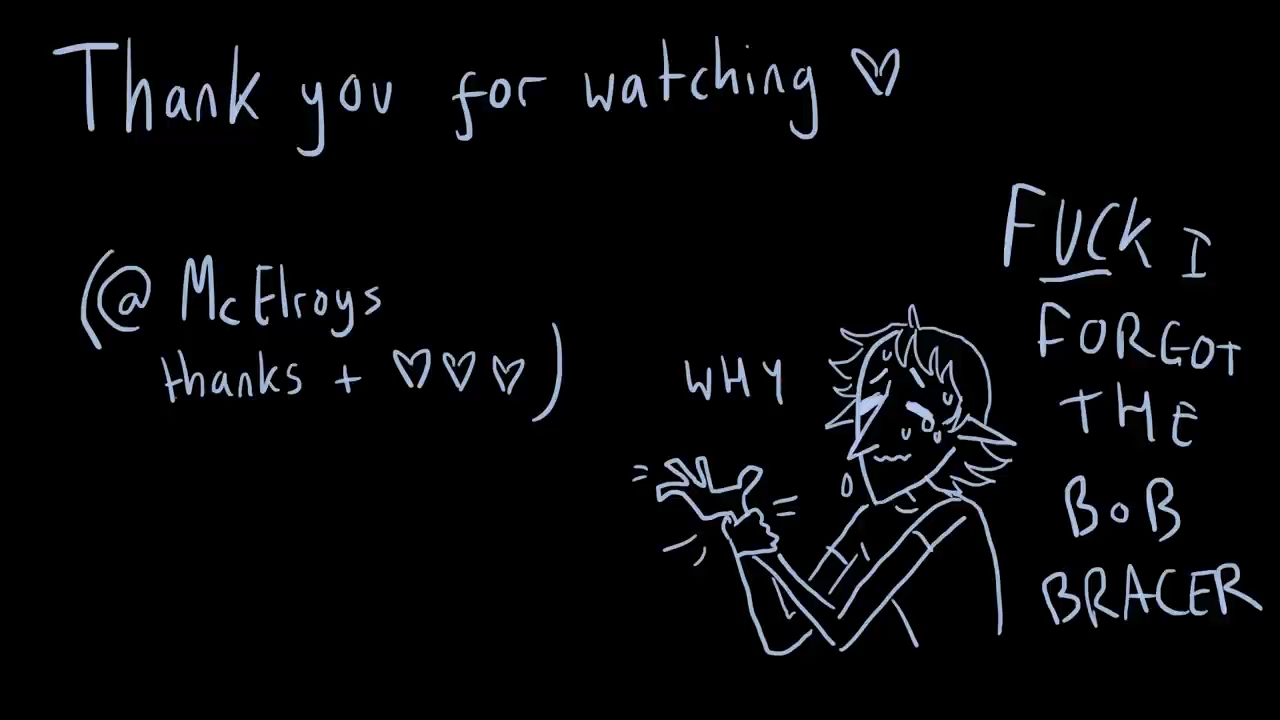 Thank you for watching ♡
(@ McElroys
thanks + ♡♡♡)
WHY
FUCK I
FORGOT
THE
BOB
BRACER